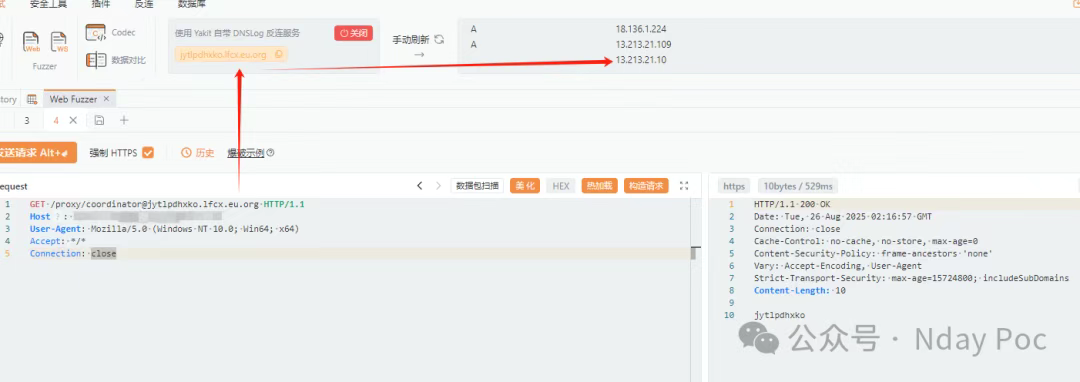 安全工具 插件 反连 数据库
Codec
Fuzzer
数据对比
使用 Yakit 自带 DNSLog 反连服务
关闭
jytlpdhxko.lfcx.eu.org
手动刷新
A 18.136.1.224
A 13.213.21.109
13.213.21.10
tory Web Fuzzer ×
3 4 ×
发送请求 Alt+
强制 HTTPS 历史 爆破示例
equest
数据包扫描 美化 HEX 热加载 构造请求
https 10bytes / 529ms
1 GET /proxy/coordinator@jytlpdhxko.lfcx.eu.org HTTP/1.1
2 Host ? :
3 User-Agent: Mozilla/5.0 (Windows NT 10.0; Win64; x64)
4 Accept: */*
5 Connection: close
1 HTTP/1.1 200 OK
2 Date: Tue, 26 Aug 2025 02:16:57 GMT
3 Connection: close
4 Cache-Control: no-cache, no-store, max-age=0
5 Content-Security-Policy: frame-ancestors 'none'
6 Vary: Accept-Encoding, User-Agent
7 Strict-Transport-Security: max-age=15724800; includeSubDomains
8 Content-Length: 10
9
10 jytlpdhxko
公众号 · Nday Poc